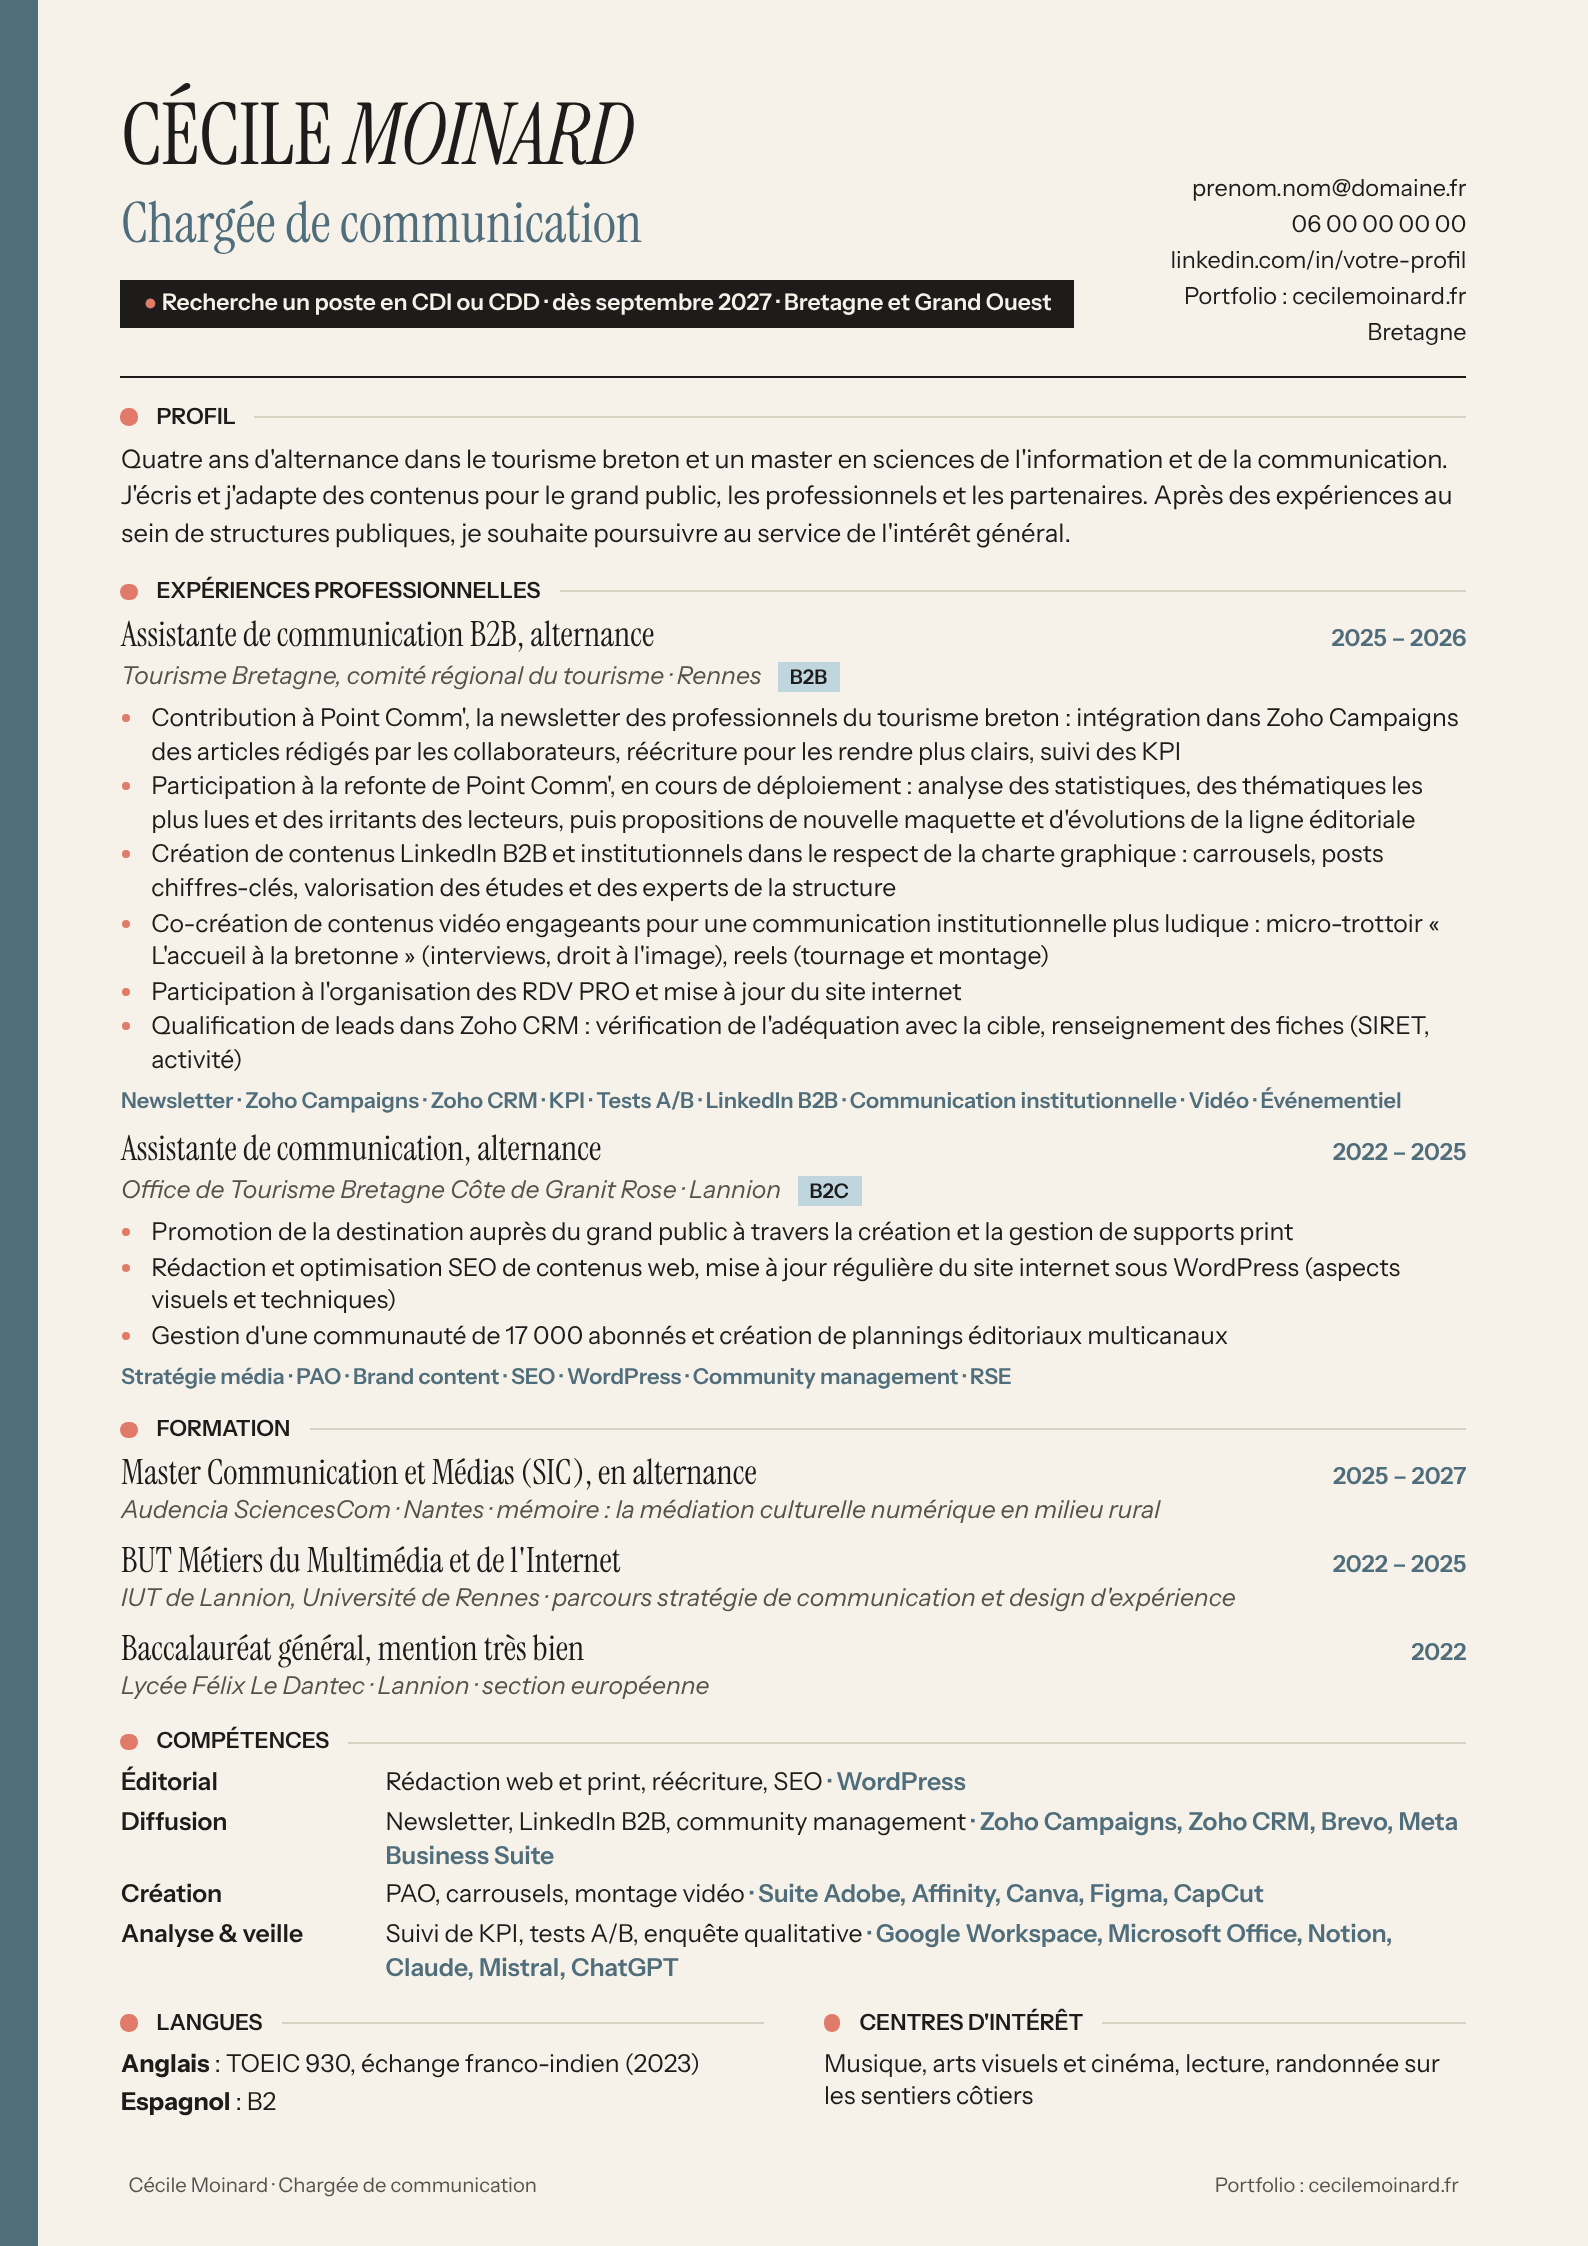 CÉCILE MOINARD
Chargée de communication
• Recherche un poste en CDI ou CDD · dès septembre 2027 · Bretagne et Grand Ouest
prenom.nom@domaine.fr
06 00 00 00 00
linkedin.com/in/votre-profil
Portfolio : cecilemoinard.fr
Bretagne
PROFIL
Quatre ans d'alternance dans le tourisme breton et un master en sciences de l'information et de la communication.
J'écris et j'adapte des contenus pour le grand public, les professionnels et les partenaires. Après des expériences au
sein de structures publiques, je souhaite poursuivre au service de l'intérêt général.
EXPÉRIENCES PROFESSIONNELLES
Assistante de communication B2B, alternance 2025 – 2026
Tourisme Bretagne, comité régional du tourisme · Rennes B2B
• Contribution à Point Comm', la newsletter des professionnels du tourisme breton : intégration dans Zoho Campaigns
des articles rédigés par les collaborateurs, réécriture pour les rendre plus clairs, suivi des KPI
• Participation à la refonte de Point Comm', en cours de déploiement : analyse des statistiques, des thématiques les
plus lues et des irritants des lecteurs, puis propositions de nouvelle maquette et d'évolutions de la ligne éditoriale
• Création de contenus LinkedIn B2B et institutionnels dans le respect de la charte graphique : carrousels, posts
chiffres-clés, valorisation des études et des experts de la structure
• Co-création de contenus vidéo engageants pour une communication institutionnelle plus ludique : micro-trottoir «
L'accueil à la bretonne » (interviews, droit à l'image), reels (tournage et montage)
• Participation à l'organisation des RDV PRO et mise à jour du site internet
• Qualification de leads dans Zoho CRM : vérification de l'adéquation avec la cible, renseignement des fiches (SIRET,
activité)
Newsletter · Zoho Campaigns · Zoho CRM · KPI · Tests A/B · LinkedIn B2B · Communication institutionnelle · Vidéo · Événementiel
Assistante de communication, alternance 2022 – 2025
Office de Tourisme Bretagne Côte de Granit Rose · Lannion B2C
• Promotion de la destination auprès du grand public à travers la création et la gestion de supports print
• Rédaction et optimisation SEO de contenus web, mise à jour régulière du site internet sous WordPress (aspects
visuels et techniques)
• Gestion d'une communauté de 17 000 abonnés et création de plannings éditoriaux multicanaux
Stratégie média · PAO · Brand content · SEO · WordPress · Community management · RSE
FORMATION
Master Communication et Médias (SIC), en alternance 2025 – 2027
Audencia SciencesCom · Nantes · mémoire : la médiation culturelle numérique en milieu rural
BUT Métiers du Multimédia et de l'Internet 2022 – 2025
IUT de Lannion, Université de Rennes · parcours stratégie de communication et design d'expérience
Baccalauréat général, mention très bien 2022
Lycée Félix Le Dantec · Lannion · section européenne
COMPÉTENCES
Éditorial Rédaction web et print, réécriture, SEO · WordPress
Diffusion Newsletter, LinkedIn B2B, community management · Zoho Campaigns, Zoho CRM, Brevo, Meta
Business Suite
Création PAO, carrousels, montage vidéo · Suite Adobe, Affinity, Canva, Figma, CapCut
Analyse & veille Suivi de KPI, tests A/B, enquête qualitative · Google Workspace, Microsoft Office, Notion,
Claude, Mistral, ChatGPT
LANGUES
Anglais : TOEIC 930, échange franco-indien (2023)
Espagnol : B2
CENTRES D'INTÉRÊT
Musique, arts visuels et cinéma, lecture, randonnée sur
les sentiers côtiers
Cécile Moinard · Chargée de communication Portfolio : cecilemoinard.fr